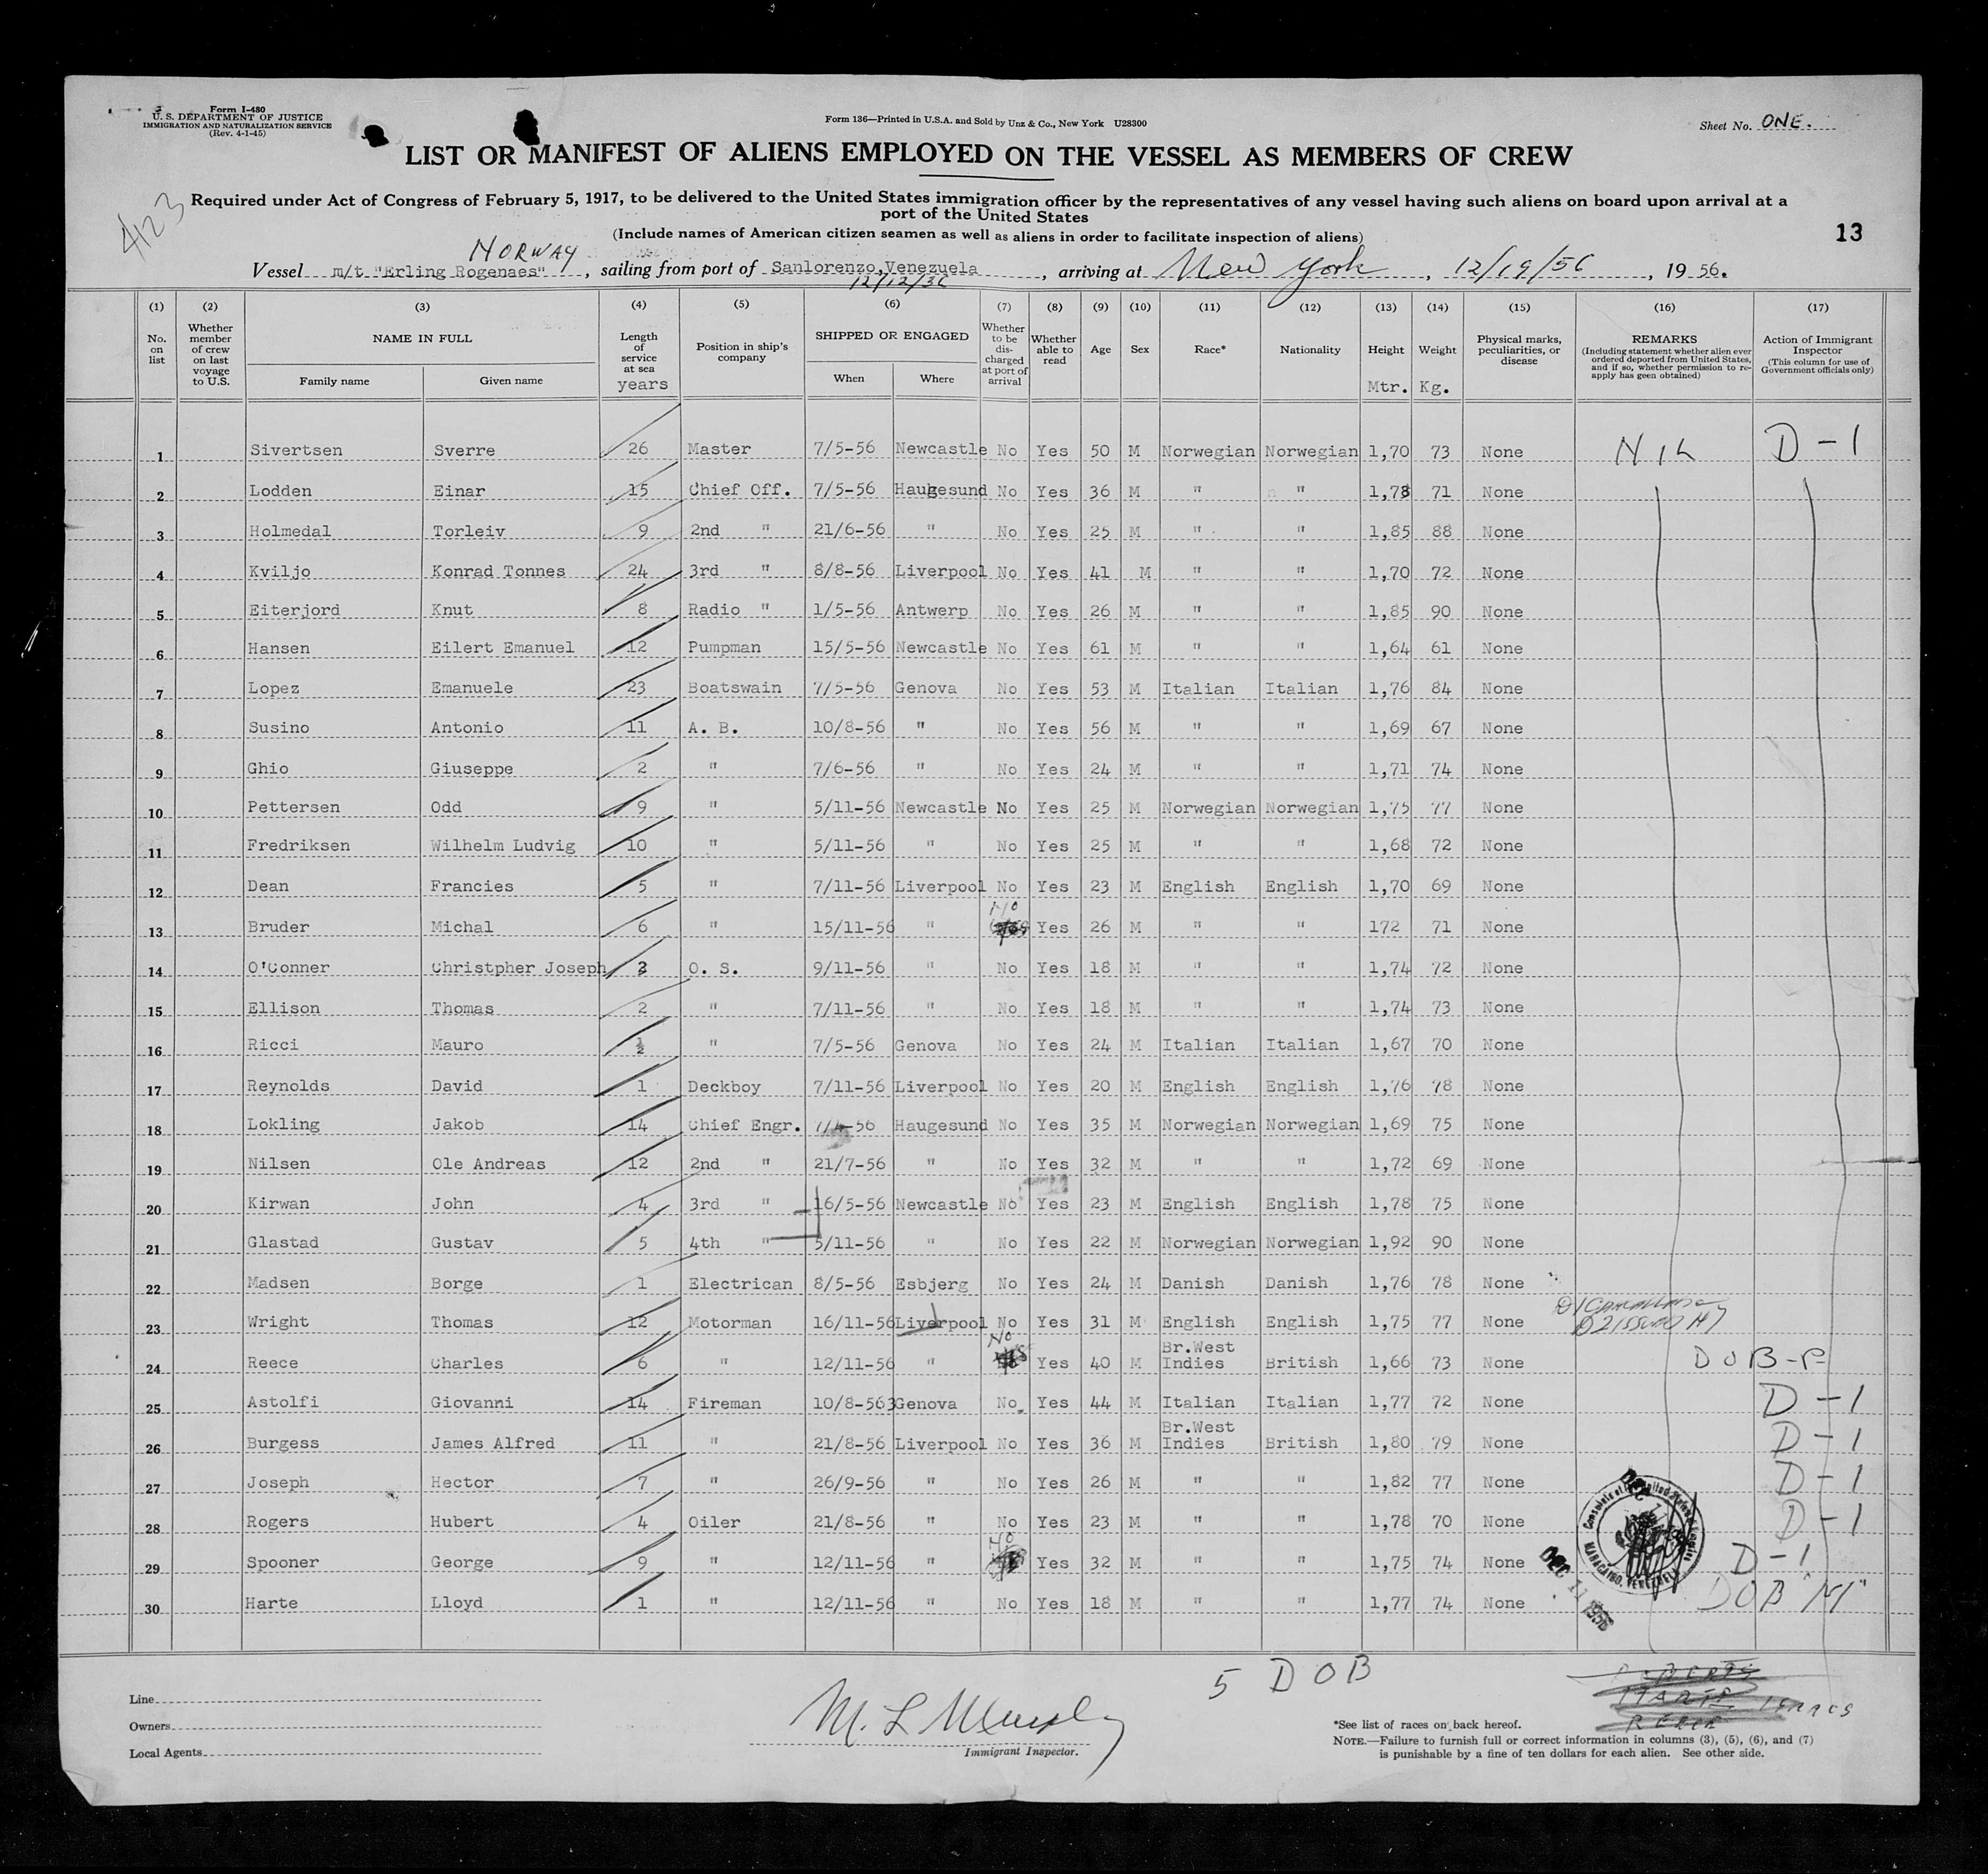 Form I-480
U. S. DEPARTMENT OF JUSTICE
IMMIGRATION AND NATURALIZATION SERVICE
(Rev. 4-1-45)
Form 136—Printed in U.S.A. and Sold by Unz & Co., New York U28300
Sheet No. ONE.
LIST OR MANIFEST OF ALIENS EMPLOYED ON THE VESSEL AS MEMBERS OF CREW
423
Required under Act of Congress of February 5, 1917, to be delivered to the United States immigration officer by the representatives of any vessel having such aliens on board upon arrival at a
port of the United States
(Include names of American citizen seamen as well as aliens in order to facilitate inspection of aliens)
13
NORWAY
Vessel m/t "Erling Rogenaes", sailing from port of Sanlorenzo,Venezuela, arriving at New York, 12/19/56, 19 56.
(1) (2) (3) (4) (5) (6) (7) (8) (9) (10) (11) (12) (13) (14) (15) (16) (17)
No. on list
Whether member of crew on last voyage to U.S.
NAME IN FULL
Family name Given name
Length of service at sea
years
Position in ship's company
SHIPPED OR ENGAGED
When Where
Whether to be discharged at port of arrival
Whether able to read
Age
Sex
Race*
Nationality
Height
Mtr.
Weight
Kg.
Physical marks, peculiarities, or disease
REMARKS
(Including statement whether alien ever ordered deported from United States, and if so, whether permission to re-apply has geen obtained)
Action of Immigrant Inspector
(This column for use of Government officials only)
1 Sivertsen Sverre 26 Master 7/5-56 Newcastle No Yes 50 M Norwegian Norwegian 1,70 73 None NIL D-1
2 Lodden Einar 15 Chief Off. 7/5-56 Haugesund No Yes 36 M " " 1,78 71 None
3 Holmedal Torleiv 9 2nd " 21/6-56 " No Yes 25 M " " 1,85 88 None
4 Kviljo Konrad Tonnes 24 3rd " 8/8-56 Liverpool No Yes 41 M " " 1,70 72 None
5 Eiterjord Knut 8 Radio " 1/5-56 Antwerp No Yes 26 M " " 1,85 90 None
6 Hansen Eilert Emanuel 12 Pumpman 15/5-56 Newcastle No Yes 61 M " " 1,64 61 None
7 Lopez Emanuele 23 Boatswain 7/5-56 Genova No Yes 53 M Italian Italian 1,76 84 None
8 Susino Antonio 11 A. B. 10/8-56 " No Yes 56 M " " 1,69 67 None
9 Ghio Giuseppe 2 " 7/6-56 " No Yes 24 M " " 1,71 74 None
10 Pettersen Odd 9 " 5/11-56 Newcastle No Yes 25 M Norwegian Norwegian 1,75 77 None
11 Fredriksen Wilhelm Ludvig 10 " 5/11-56 " No Yes 25 M " " 1,68 72 None
12 Dean Francies 5 " 7/11-56 Liverpool No Yes 23 M English English 1,70 69 None
13 Bruder Michal 6 " 15/11-56 " No Yes 26 M " " 172 71 None
14 O'Conner Christpher Joseph 2 O. S. 9/11-56 " No Yes 18 M " " 1,74 72 None
15 Ellison Thomas 2 " 7/11-56 " No Yes 18 M " " 1,74 73 None
16 Ricci Mauro ½ " 7/5-56 Genova No Yes 24 M Italian Italian 1,67 70 None
17 Reynolds David 1 Deckboy 7/11-56 Liverpool No Yes 20 M English English 1,76 78 None
18 Lokling Jakob 14 Chief Engr. 7/4-56 Haugesund No Yes 35 M Norwegian Norwegian 1,69 75 None
19 Nilsen Ole Andreas 12 2nd " 21/7-56 " No Yes 32 M " " 1,72 69 None
20 Kirwan John 4 3rd " 16/5-56 Newcastle No Yes 23 M English English 1,78 75 None
21 Glastad Gustav 5 4th " 5/11-56 " No Yes 22 M Norwegian Norwegian 1,92 90 None
22 Madsen Borge 1 Electrican 8/5-56 Esbjerg No Yes 24 M Danish Danish 1,76 78 None
23 Wright Thomas 12 Motorman 16/11-56 Liverpool No Yes 31 M English English 1,75 77 None D2 ISSUED
24 Reece Charles 6 " 12/11-56 " No Yes 40 M Br.West Indies British 1,66 73 None DOB-P
25 Astolfi Giovanni 14 Fireman 10/8-563 Genova No. Yes 44 M Italian Italian 1,77 72 None D-1
26 Burgess James Alfred 11 " 21/8-56 Liverpool No Yes 36 M Br.West Indies British 1,80 79 None D-1
27 Joseph Hector 7 " 26/9-56 " No Yes 26 M " " 1,82 77 None D-1
28 Rogers Hubert 4 Oiler 21/8-56 " No Yes 23 M " " 1,78 70 None D-1
29 Spooner George 9 " 12/11-56 " No Yes 32 M " " 1,75 74 None D-1
30 Harte Lloyd 1 " 12/11-56 " No Yes 18 M " " 1,77 74 None DOB "M"
MARACAIBO, VENEZUELA
DEC 11 1956
5 DOB
Line
Owners
Local Agents
M. L. Murphy
Immigrant Inspector.
*See list of races on back hereof.
NOTE.—Failure to furnish full or correct information in columns (3), (5), (6), and (7)
is punishable by a fine of ten dollars for each alien. See other side.